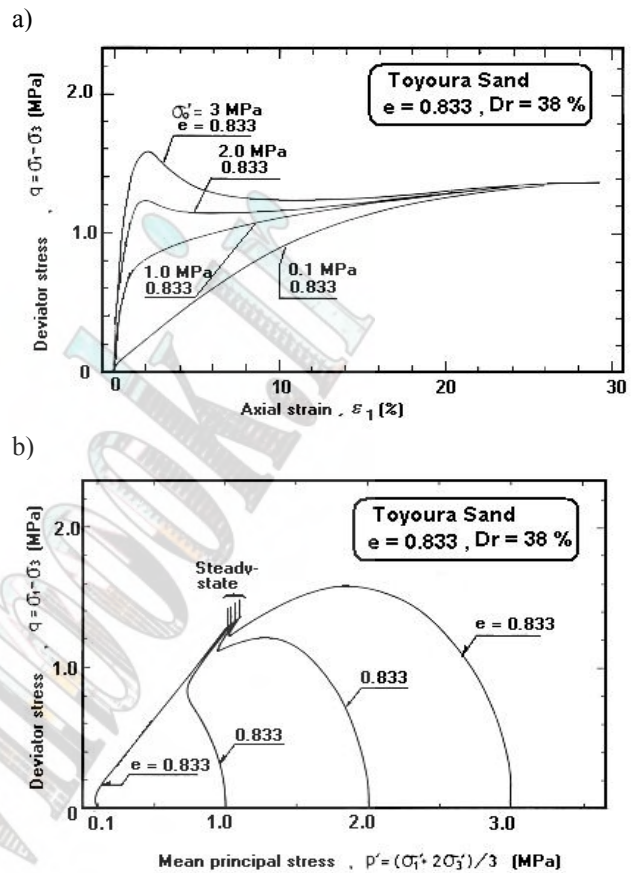 a)
Toyoura Sand
e = 0.833 , Dr = 38 %
σo′= 3 MPa
e = 0.833
2.0 MPa
0.833
1.0 MPa
0.833
0.1 MPa
0.833
2.0
1.0
0
Deviator stress , q = σ1-σ3 (MPa)
0 10 20 30
Axial strain , ε1 (%)
b)
Toyoura Sand
e = 0.833 , Dr = 38 %
Steady-
state
e = 0.833
0.833
0.833
e = 0.833
2.0
1.0
0
Deviator stress , q = σ1-σ3 (MPa)
0.1 1.0 2.0 3.0
Mean principal stress , p′= (σ1′+ 2σ3′)/3 (MPa)